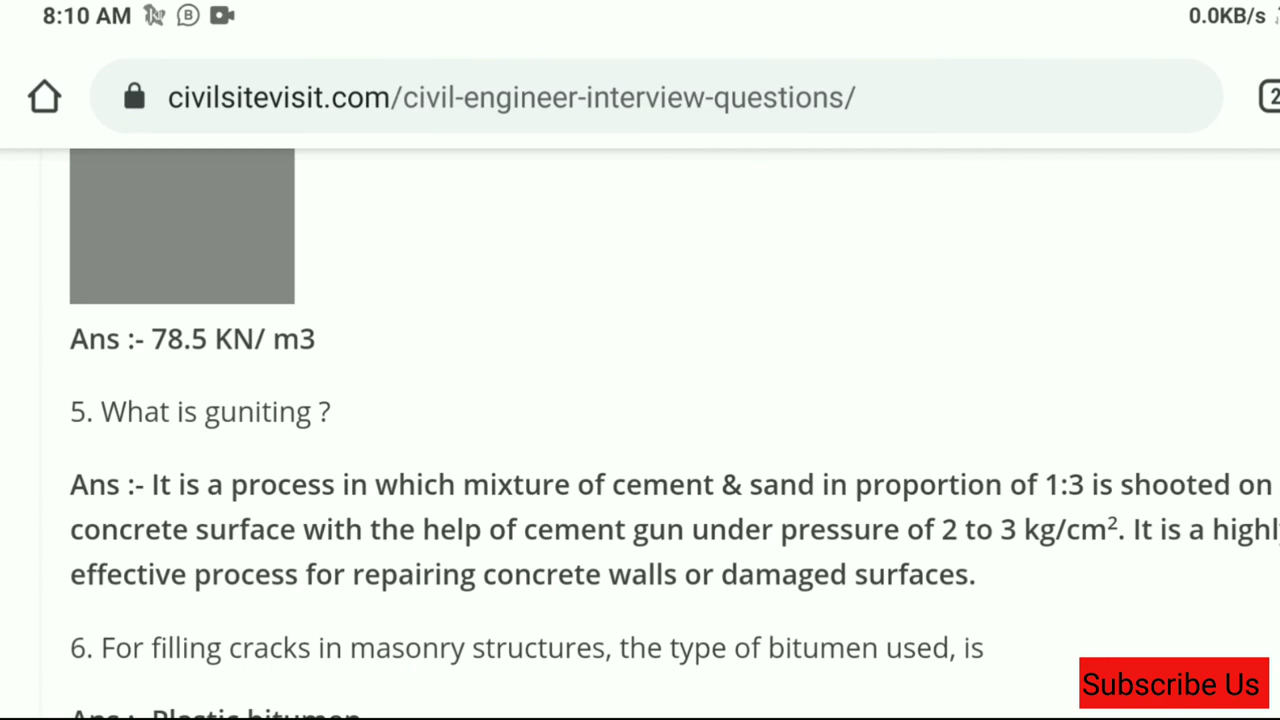 8:10 AM
0.0KB/s
civilsitevisit.com/civil-engineer-interview-questions/
2
Ans :- 78.5 KN/ m3
5. What is guniting ?
Ans :- It is a process in which mixture of cement & sand in proportion of 1:3 is shooted on
concrete surface with the help of cement gun under pressure of 2 to 3 kg/cm². It is a highl
effective process for repairing concrete walls or damaged surfaces.
6. For filling cracks in masonry structures, the type of bitumen used, is
Subscribe Us
Ans :- Plastic bitumen